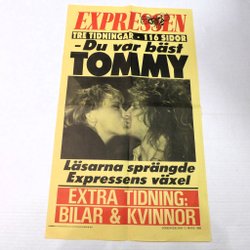 EXPRESSEN
TRE TIDNINGAR - 116 SIDOR
- Du var bäst
TOMMY
Läsarna sprängde
Expressens växel
EXTRA TIDNING:
BILAR & KVINNOR